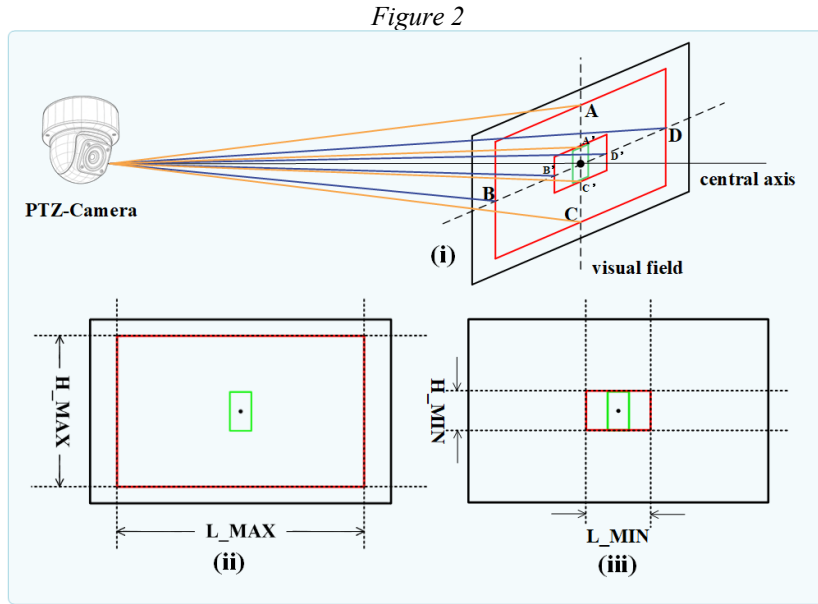 Figure 2
A
D
A'
D'
B'
B
C'
C
central axis
PTZ-Camera
(i)
visual field
H_MAX
H_MIN
L_MAX
L_MIN
(ii)
(iii)